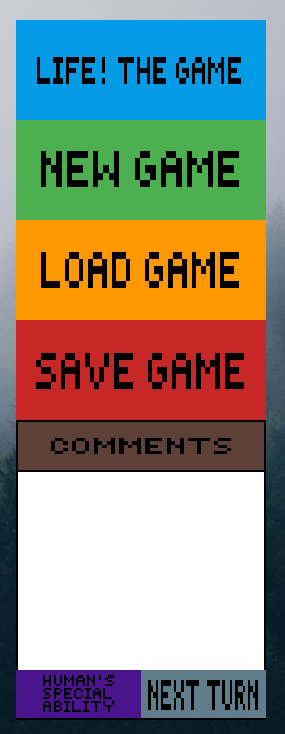 LIFE! THE GAME
NEW GAME
LOAD GAME
SAVE GAME
COMMENTS
HUMAN'S
SPECIAL
ABILITY
NEXT TURN